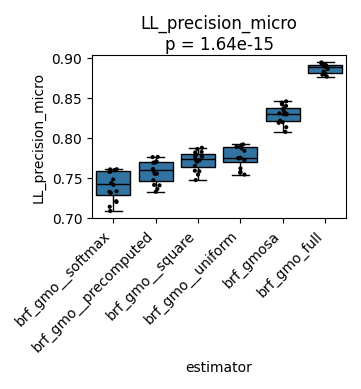 LL_precision_micro
p = 1.64e-15
LL_precision_micro
0.90
0.85
0.80
0.75
0.70
brf_gmo__softmax
brf_gmo__precomputed
brf_gmo__square
brf_gmo__uniform
brf_gmosa
brf_gmo_full
estimator